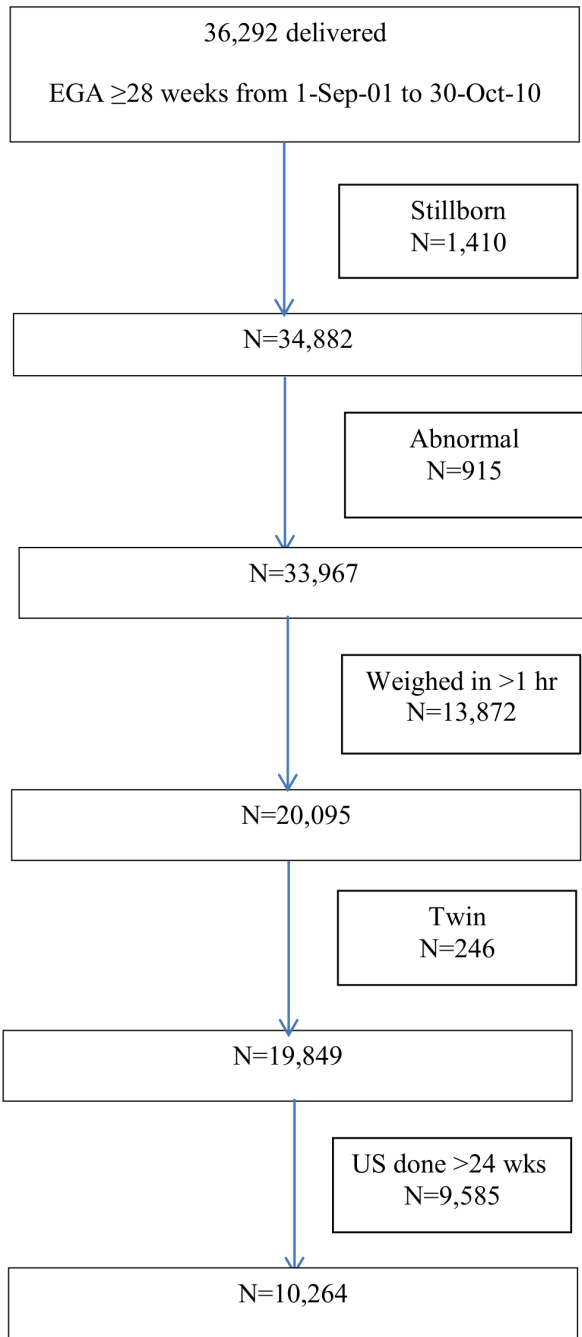 36,292 delivered
EGA ≥28 weeks from 1-Sep-01 to 30-Oct-10
Stillborn
N=1,410
N=34,882
Abnormal
N=915
N=33,967
Weighed in >1 hr
N=13,872
N=20,095
Twin
N=246
N=19,849
US done >24 wks
N=9,585
N=10,264